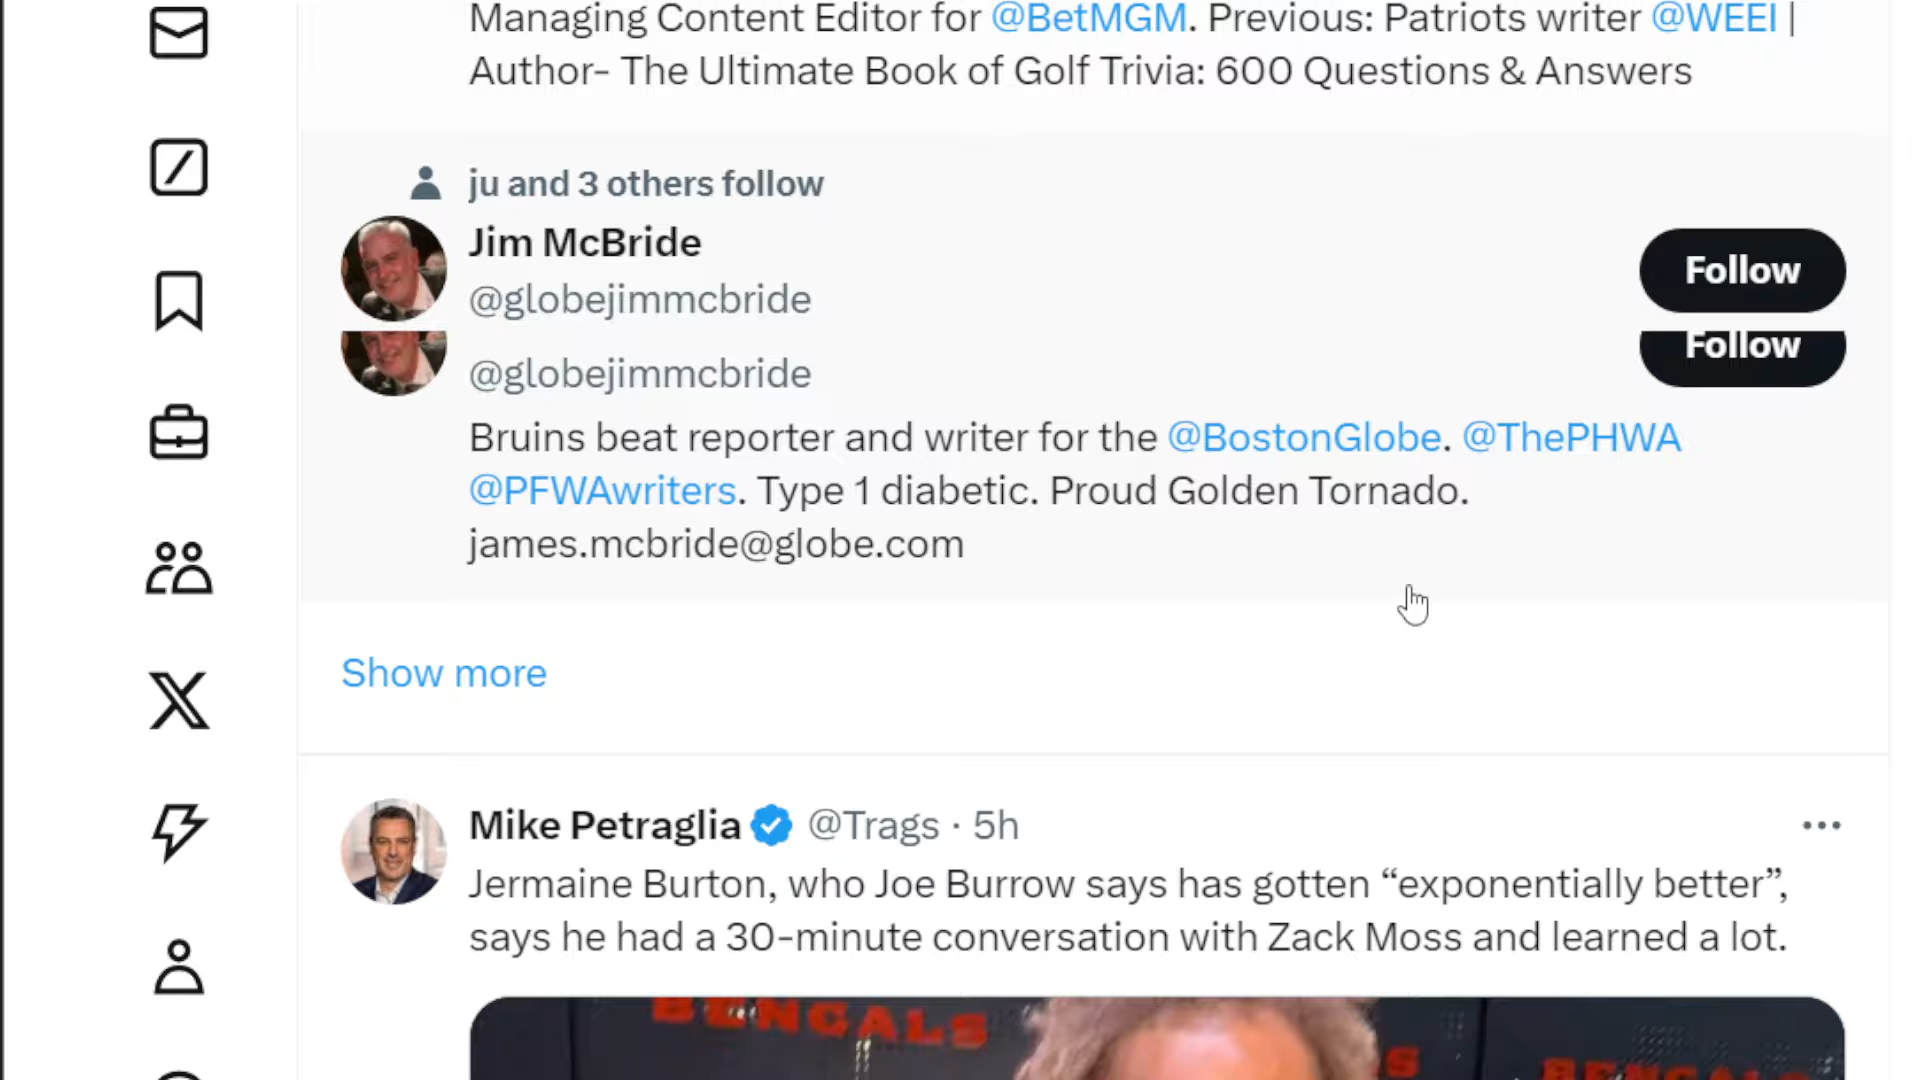 Managing Content Editor for @BetMGM. Previous: Patriots writer @WEEI |
Author- The Ultimate Book of Golf Trivia: 600 Questions & Answers
ju and 3 others follow
Jim McBride
@globejimmcbride
Follow
@globejimmcbride
Follow
Bruins beat reporter and writer for the @BostonGlobe. @ThePHWA
@PFWAwriters. Type 1 diabetic. Proud Golden Tornado.
james.mcbride@globe.com
Show more
Mike Petraglia @Trags · 5h
Jermaine Burton, who Joe Burrow says has gotten “exponentially better”,
says he had a 30-minute conversation with Zack Moss and learned a lot.
BENGALS
BENGALS